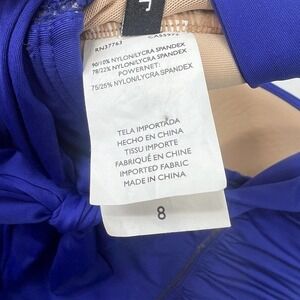 RN37763 CA55972
90/10% NYLON/LYCRA SPANDEX
78/22% NYLON/LYCRA SPANDEX
POWERNET:
75/25% NYLON/LYCRA SPANDEX
TELA IMPORTADA
HECHO EN CHINA
TISSU IMPORTE
FABRIQUÉ EN CHINE
IMPORTED FABRIC
MADE IN CHINA
8